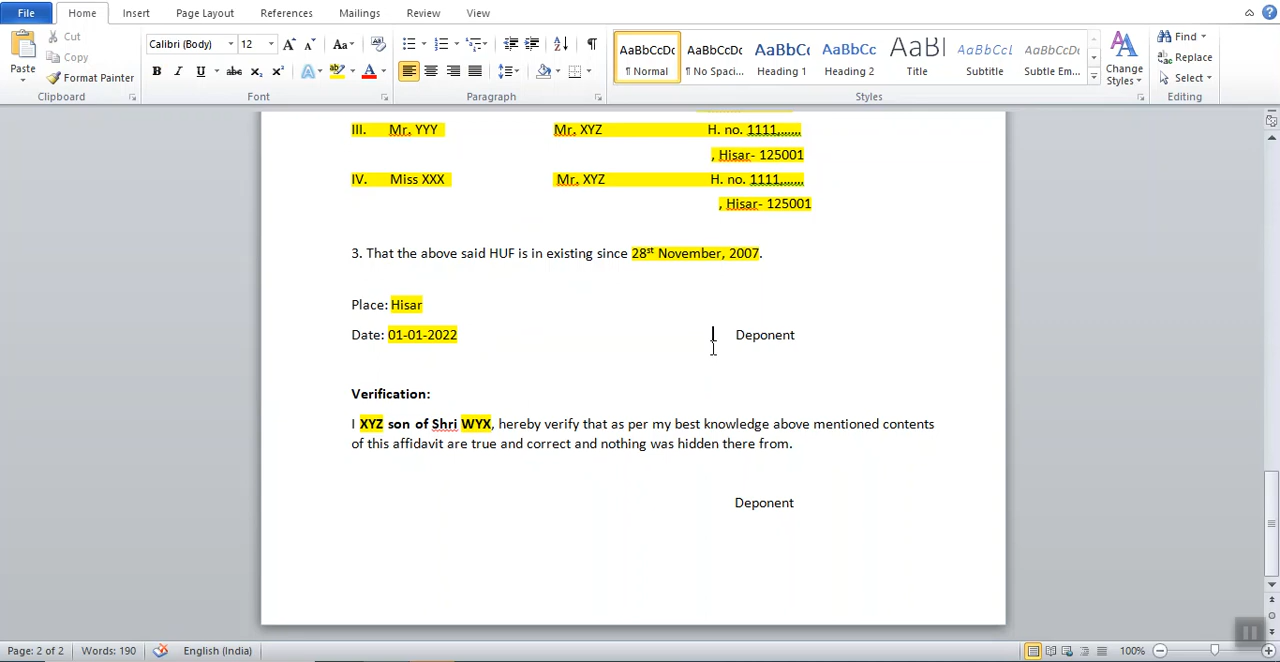 File Home Insert Page Layout References Mailings Review View
Cut
Copy
Format Painter
Paste
Clipboard
Calibri (Body) 12
Aa
B I U abc x₂ x² A A
Font
Paragraph
AaBbCcDc AaBbCcDc AaBbCc AaBbCc AaBl AaBbCcL AaBbCcDc
¶ Normal ¶ No Spaci... Heading 1 Heading 2 Title Subtitle Subtle Em...
Change Styles
Styles
Find
Replace
Select
Editing
III. Mr. YYY Mr. XYZ H. no. 1111,......
, Hisar- 125001
IV. Miss XXX Mr. XYZ H. no. 1111,......
, Hisar- 125001
3. That the above said HUF is in existing since 28st November, 2007.
Place: Hisar
Date: 01-01-2022 Deponent
Verification:
I XYZ son of Shri WYX, hereby verify that as per my best knowledge above mentioned contents
of this affidavit are true and correct and nothing was hidden there from.
Deponent
Page: 2 of 2 Words: 190 English (India) 100%